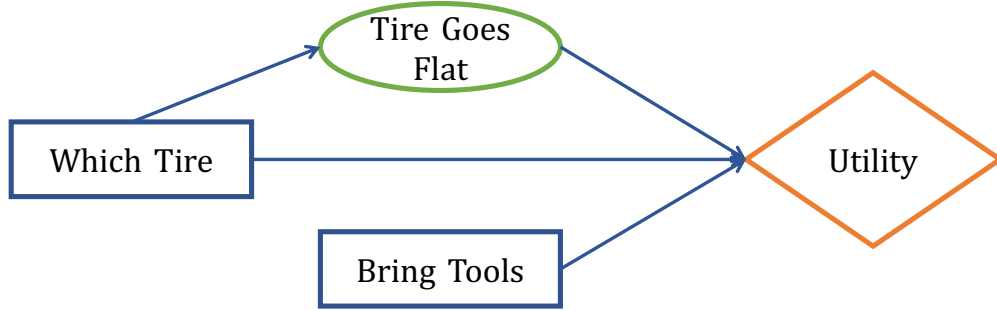 Tire Goes
Flat
Which Tire
Utility
Bring Tools